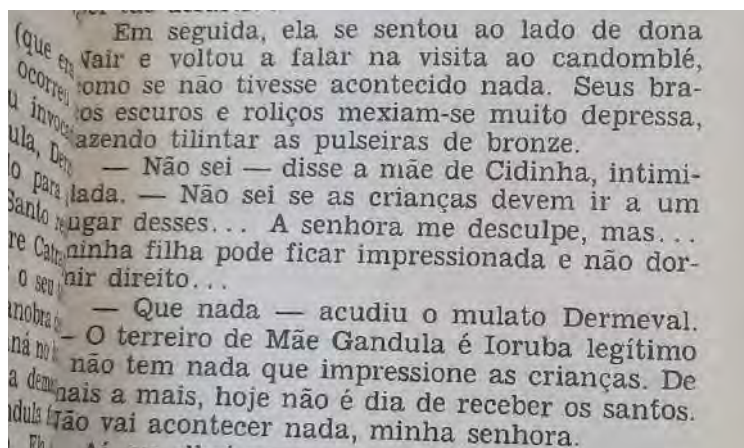 Em seguida, ela se sentou ao lado de dona
Nair e voltou a falar na visita ao candomblé,
como se não tivesse acontecido nada. Seus bra-
ços escuros e roliços mexiam-se muito depressa,
fazendo tilintar as pulseiras de bronze.
— Não sei — disse a mãe de Cidinha, intimi-
dada. — Não sei se as crianças devem ir a um
lugar desses... A senhora me desculpe, mas...
minha filha pode ficar impressionada e não dor-
mir direito...
— Que nada — acudiu o mulato Dermeval.
— O terreiro de Mãe Gandula é Ioruba legítimo
não tem nada que impressione as crianças. De
mais a mais, hoje não é dia de receber os santos.
Não vai acontecer nada, minha senhora.